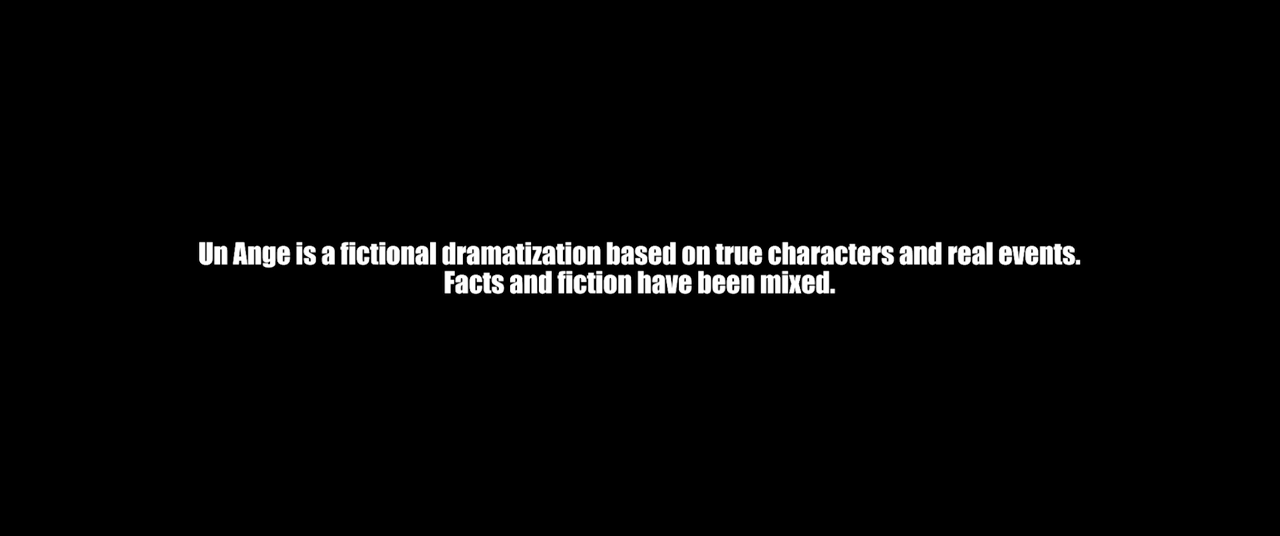 Un Ange is a fictional dramatization based on true characters and real events.
Facts and fiction have been mixed.